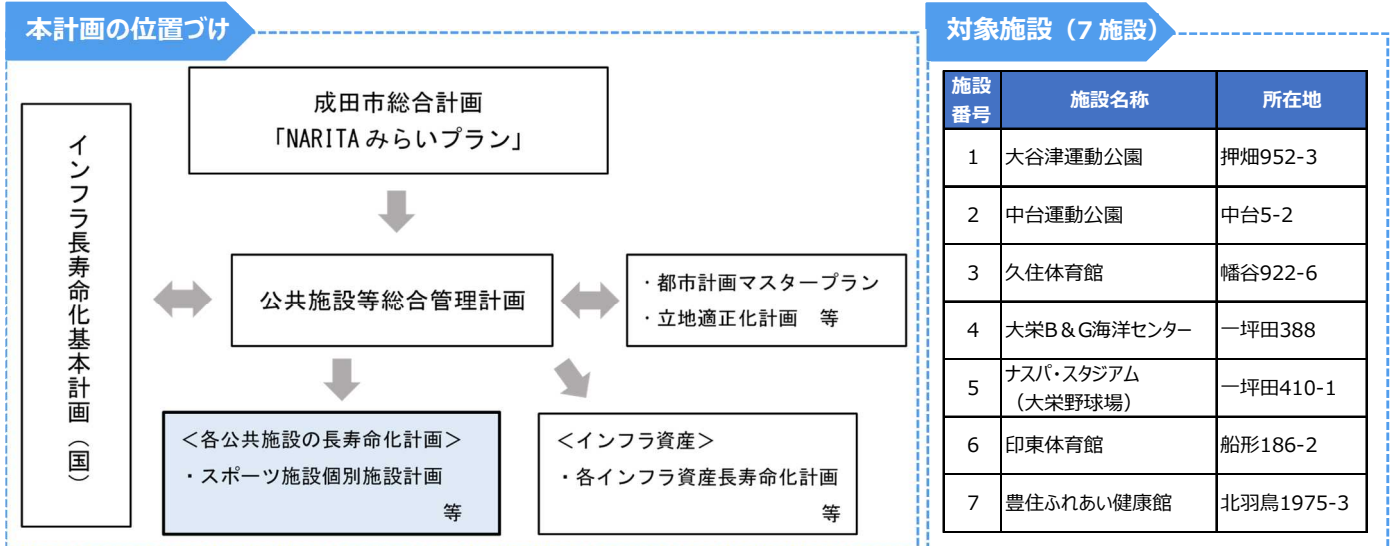 本計画の位置づけ
インフラ長寿命化基本計画（国）
成田市総合計画
「NARITAみらいプラン」
公共施設等総合管理計画
・都市計画マスタープラン
・立地適正化計画　等
＜各公共施設の長寿命化計画＞
・スポーツ施設個別施設計画
等
＜インフラ資産＞
・各インフラ資産長寿命化計画
等
対象施設（7 施設）
施設番号 施設名称 所在地
1 大谷津運動公園 押畑952-3
2 中台運動公園 中台5-2
3 久住体育館 幡谷922-6
4 大栄B＆G海洋センター 一坪田388
5 ナスパ・スタジアム（大栄野球場） 一坪田410-1
6 印東体育館 船形186-2
7 豊住ふれあい健康館 北羽鳥1975-3